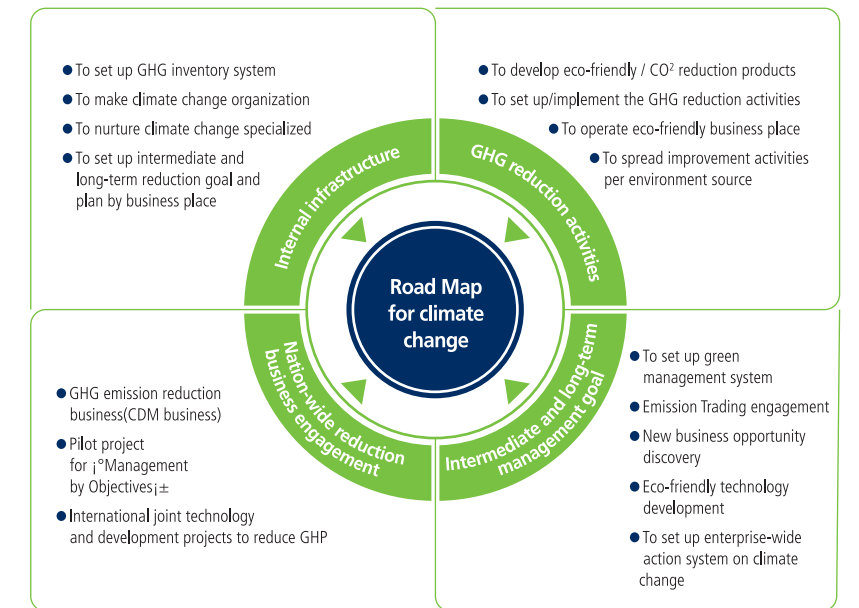 ● To set up GHG inventory system
● To make climate change organization
● To nurture climate change specialized
● To set up intermediate and
long-term reduction goal and
plan by business place
● To develop eco-friendly / CO² reduction products
● To set up/implement the GHG reduction activities
● To operate eco-friendly business place
● To spread improvement activities
per environment source
Internal infrastructure
GHG reduction activities
Road Map
for climate
change
Nation-wide reduction
business engagement
Intermediate and long-term
management goal
● GHG emission reduction
business(CDM business)
● Pilot project
for ¡°Management
by Objectives¡±
● International joint technology
and development projects to reduce GHP
● To set up green
management system
● Emission Trading engagement
● New business opportunity
discovery
● Eco-friendly technology
development
● To set up enterprise-wide
action system on climate
change